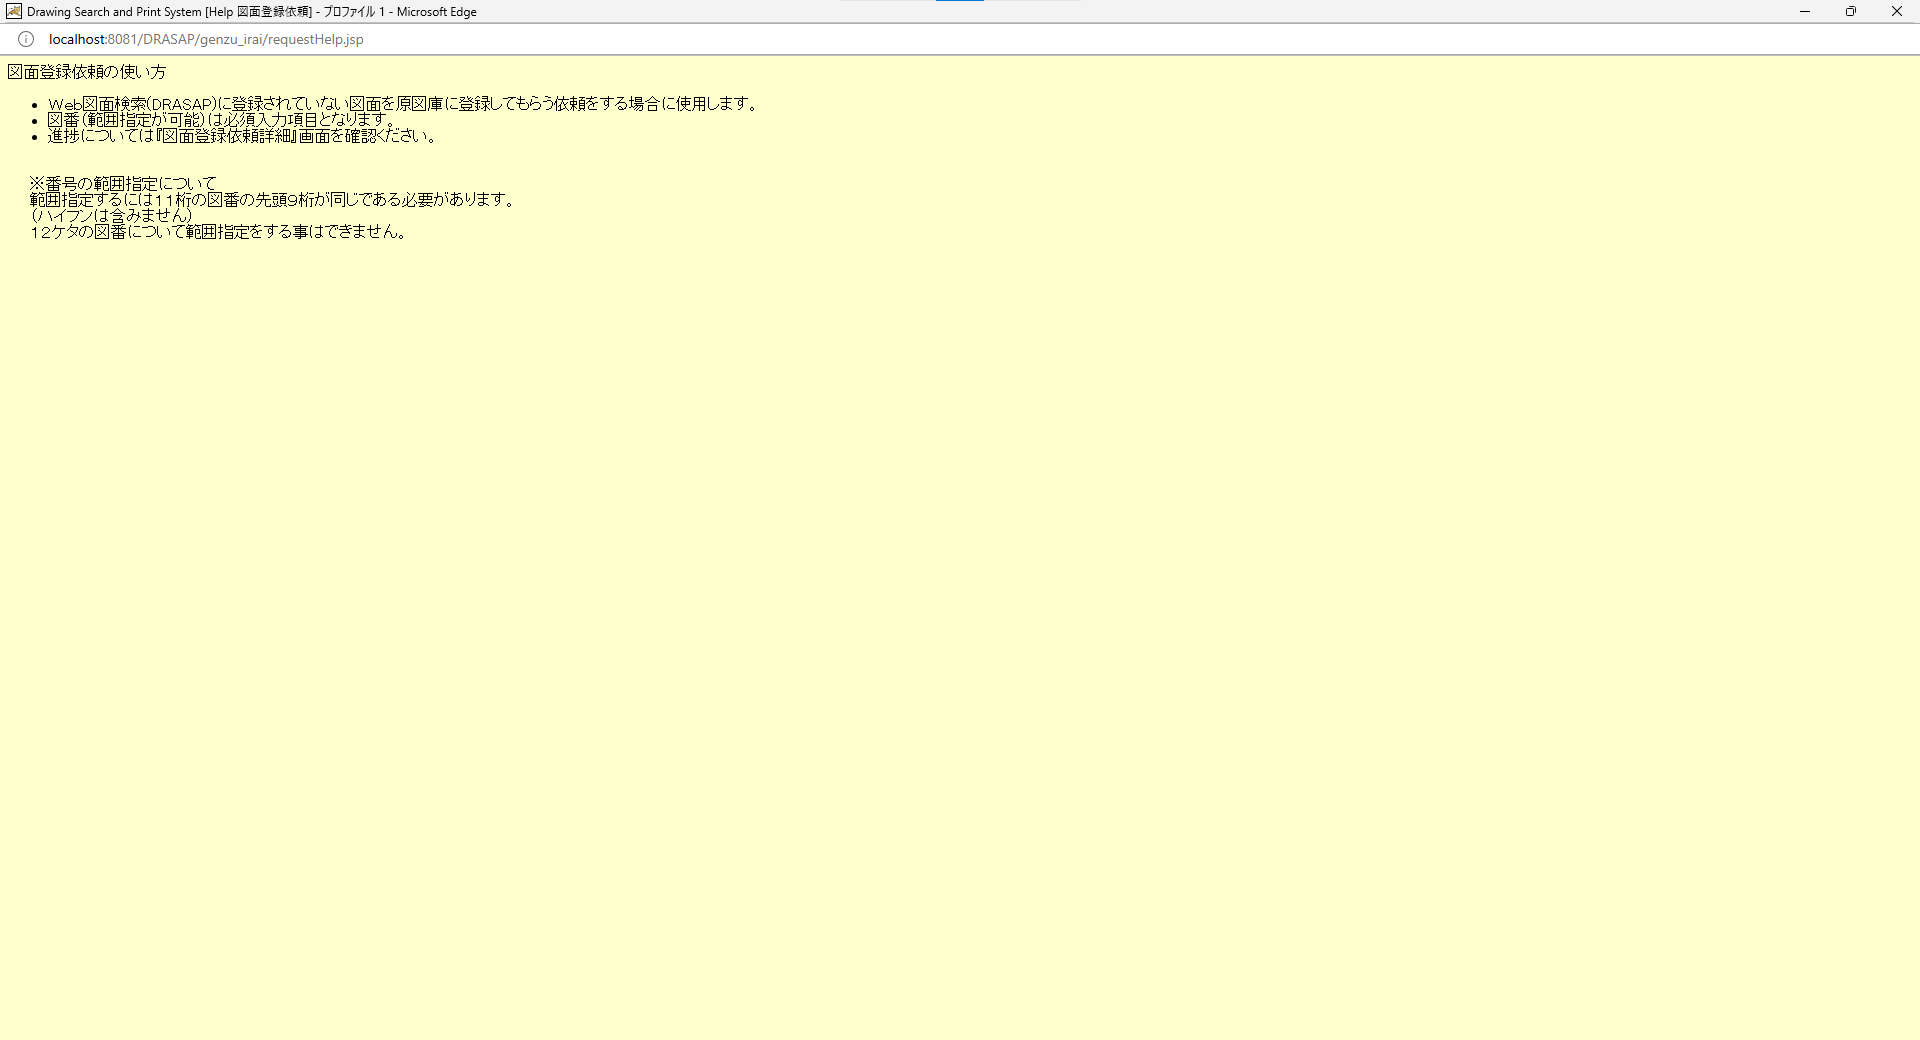 Drawing Search and Print System [Help 図面登録依頼] - プロファイル 1 - Microsoft Edge
localhost:8081/DRASAP/genzu_irai/requestHelp.jsp
図面登録依頼の使い方
• Web図面検索(DRASAP)に登録されていない図面を原図庫に登録してもらう依頼をする場合に使用します。
• 図番(範囲指定が可能)は必須入力項目となります。
• 進捗については『図面登録依頼詳細』画面を確認ください。
※番号の範囲指定について
範囲指定するには11桁の図番の先頭9桁が同じである必要があります。
(ハイフンは含みません)
12ケタの図番について範囲指定をする事はできません。